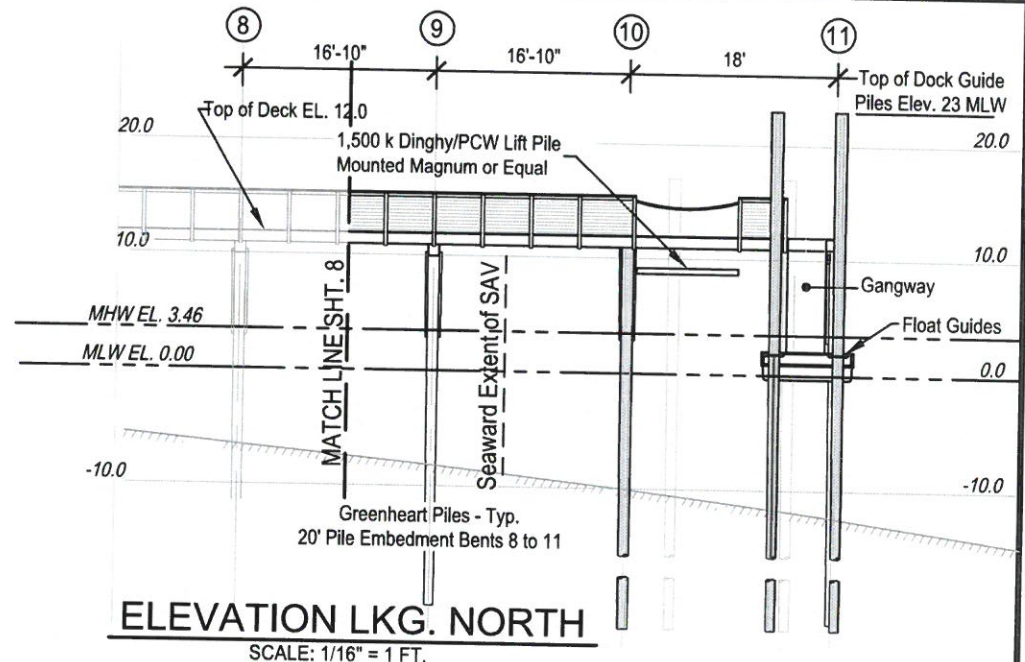 8 9 10 11
16'-10" 16'-10" 18'
Top of Dock Guide
Piles Elev. 23 MLW
Top of Deck EL. 12.0
20.0 20.0
1,500 k Dinghy/PCW Lift Pile
Mounted Magnum or Equal
10.0 10.0
Gangway
MHW EL. 3.46
Float Guides
MLW EL. 0.00 0.0
MATCH LINE SHT. 8
Seaward Extent of SAV
-10.0 -10.0
Greenheart Piles - Typ.
20' Pile Embedment Bents 8 to 11
ELEVATION LKG. NORTH
SCALE: 1/16" = 1 FT.